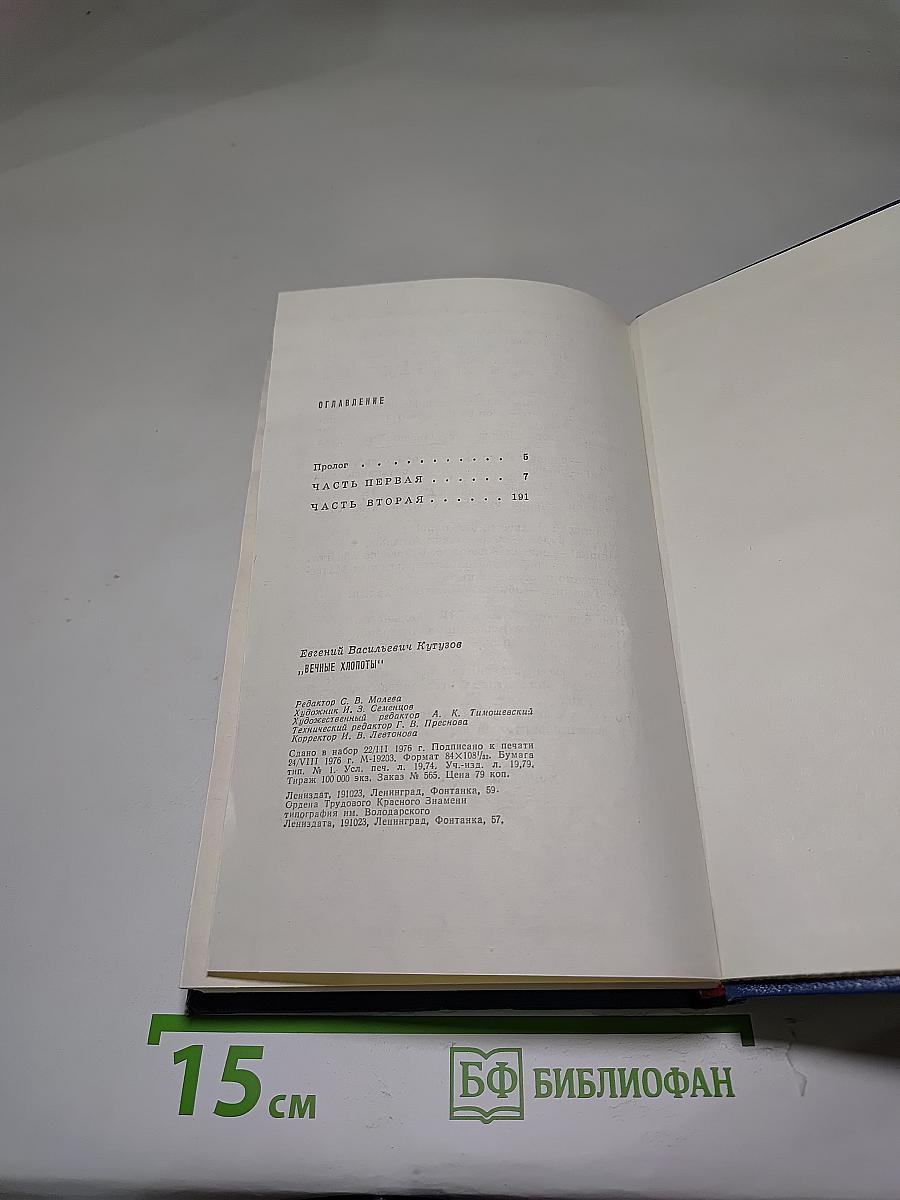 ОГЛАВЛЕНИЕ
Пролог . . . . . . . . . . . 5
ЧАСТЬ ПЕРВАЯ . . . . . . 7
ЧАСТЬ ВТОРАЯ . . . . . . 191
Евгений Васильевич Кутузов
„ВЕЧНЫЕ ХЛОПОТЫ“
Редактор С. В. Молева
Художник И. З. Семенцов
Художественный редактор А. К. Тимошевский
Технический редактор Г. В. Преснова
Корректор И. В. Левтонова
Сдано в набор 22/III 1976 г. Подписано к печати
24/VIII 1976 г. М-19203. Формат 84×108¹/₃₂. Бумага
тип. № 1. Усл. печ. л. 19,74. Уч.-изд. л. 19,79.
Тираж 100 000 экз. Заказ № 565. Цена 79 коп.
Лениздат, 191023, Ленинград, Фонтанка, 59.
Ордена Трудового Красного Знамени
типография им. Володарского
Лениздата, 191023, Ленинград, Фонтанка, 57.
15 см
БФ БИБЛИОФАН